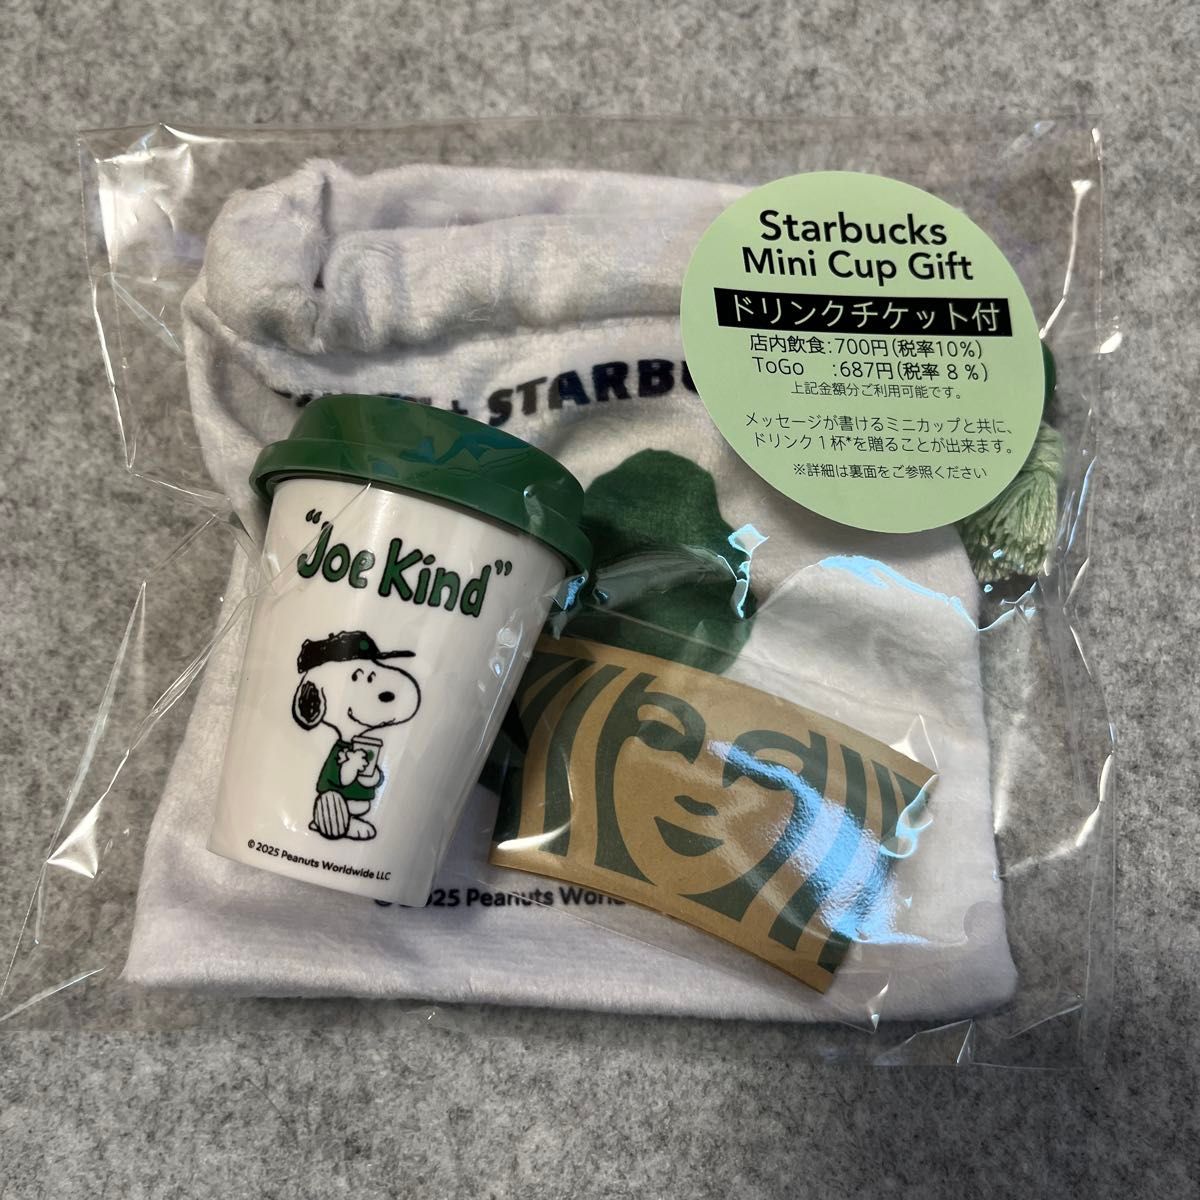 Starbucks
Mini Cup Gift
ドリンクチケット付
店内飲食:700円(税率10%)
ToGo :687円(税率 8 %)
上記金額分ご利用可能です。
メッセージが書けるミニカップと共に、
ドリンク1杯*を贈ることが出来ます。
※詳細は裏面をご参照ください
“Joe Kind”
© 2025 Peanuts Worldwide LLC
Peanuts